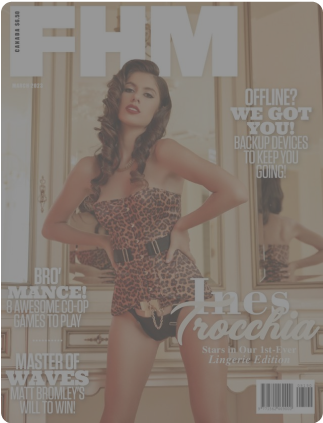 CANADA $6.50
FHM
OFFLINE?
WE GOT
YOU!
BACKUP DEVICES
TO KEEP YOU
GOING!
BRO'
MANCE!
8 AWESOME CO-OP
GAMES TO PLAY
Ines
Trocchia
Stars in Our 1st-Ever
Lingerie Edition
MASTER OF
WAVES
MATT BROMLEY'S
WILL TO WIN!